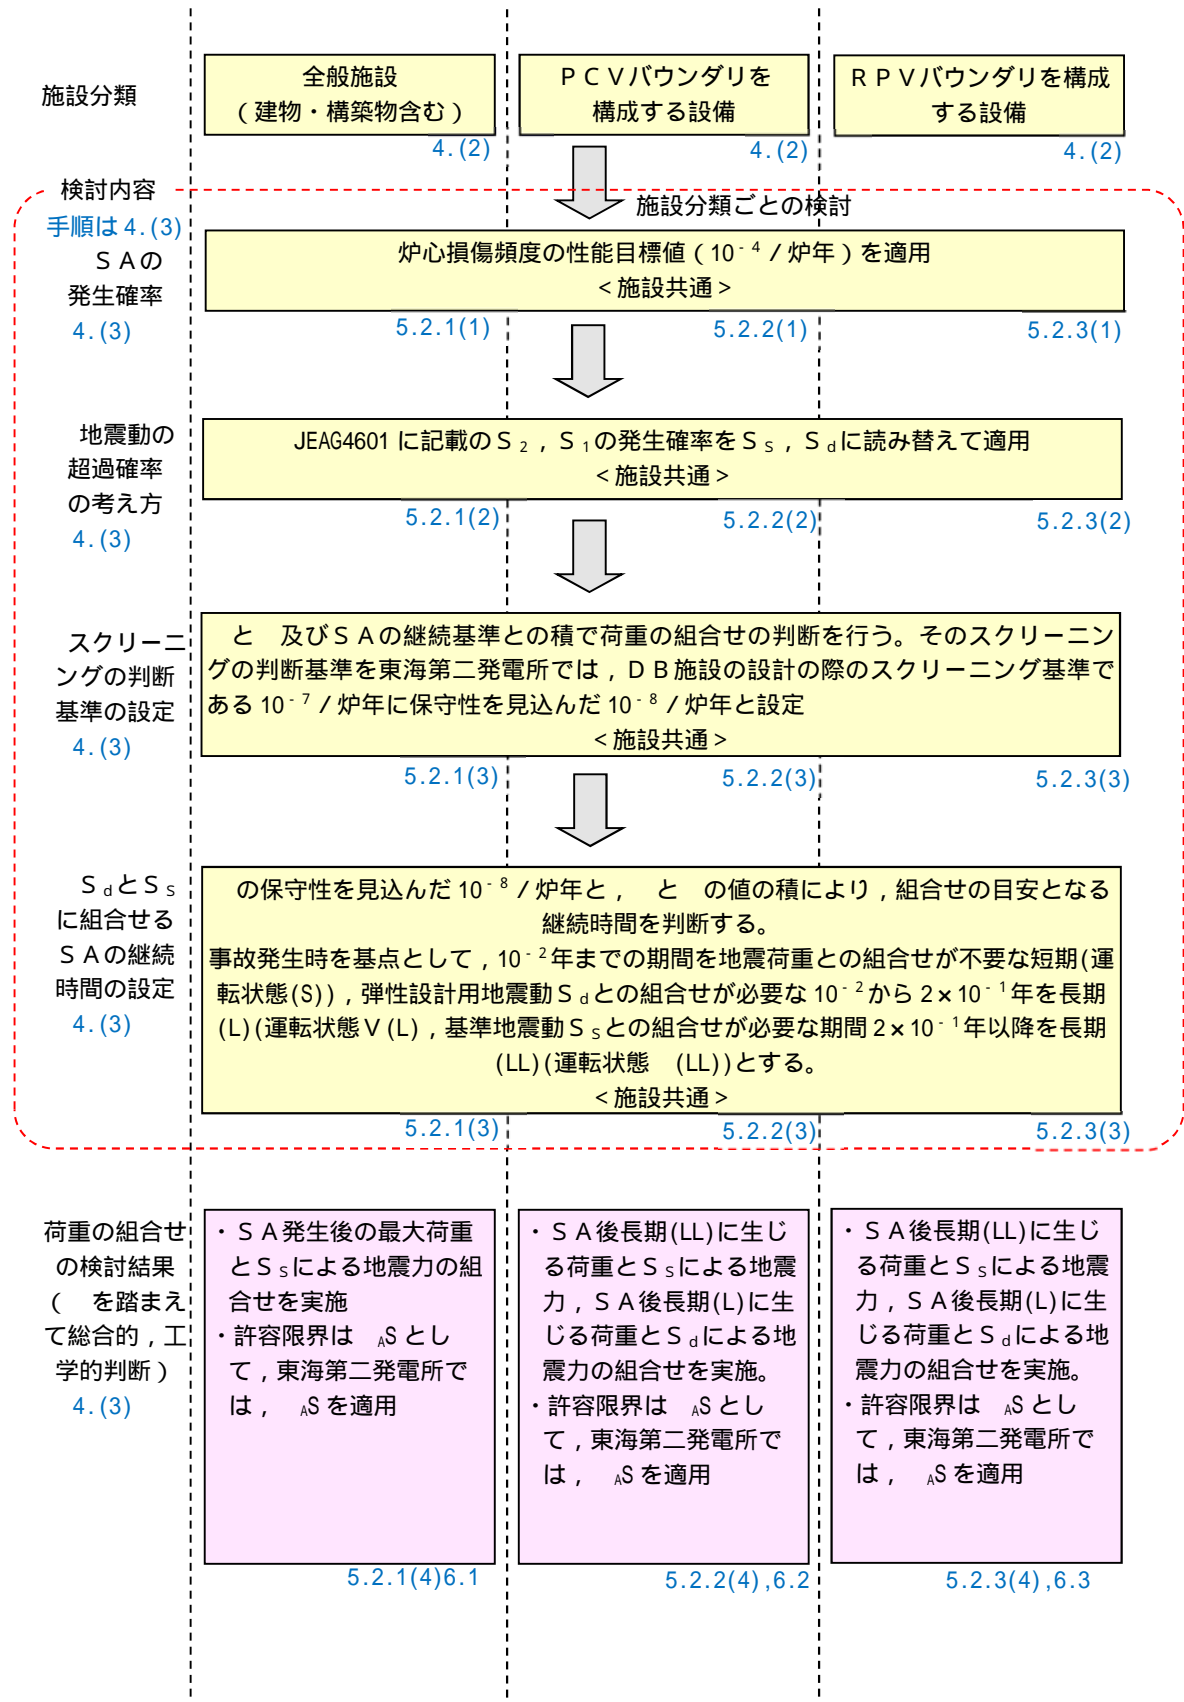 施設分類
全般施設
(建物・構築物含む)
4.(2)
PCVバウンダリを
構成する設備
4.(2)
RPVバウンダリを構成
する設備
4.(2)
検討内容
手順は4.(3)
施設分類ごとの検討
SAの
発生確率
4.(3)
炉心損傷頻度の性能目標値(10⁻⁴/炉年)を適用
<施設共通>
5.2.1(1)
5.2.2(1)
5.2.3(1)
地震動の
超過確率
の考え方
4.(3)
JEAG4601に記載のS₂,S₁の発生確率をSₛ,S_dに読み替えて適用
<施設共通>
5.2.1(2)
5.2.2(2)
5.2.3(2)
スクリーニ
ングの判断
基準の設定
4.(3)
と 及びSAの継続基準との積で荷重の組合せの判断を行う。そのスクリーニン
グの判断基準を東海第二発電所では,DB施設の設計の際のスクリーニング基準で
ある10⁻⁷/炉年に保守性を見込んだ10⁻⁸/炉年と設定
<施設共通>
5.2.1(3)
5.2.2(3)
5.2.3(3)
S_dとSₛ
に組合せる
SAの継続
時間の設定
4.(3)
の保守性を見込んだ10⁻⁸/炉年と, と の値の積により,組合せの目安となる
継続時間を判断する。
事故発生時を基点として,10⁻²年までの期間を地震荷重との組合せが不要な短期(運
転状態(S)),弾性設計用地震動S_dとの組合せが必要な10⁻²から2×10⁻¹年を長期
(L)(運転状態V(L),基準地震動Sₛとの組合せが必要な期間2×10⁻¹年以降を長期
(LL)(運転状態 (LL))とする。
<施設共通>
5.2.1(3)
5.2.2(3)
5.2.3(3)
荷重の組合せ
の検討結果
( を踏まえ
て総合的,工
学的判断)
4.(3)
・SA発生後の最大荷重
とSₛによる地震力の組
合せを実施
・許容限界は ₐSとし
て,東海第二発電所で
は, ₐSを適用
5.2.1(4)6.1
・SA後長期(LL)に生じ
る荷重とSₛによる地震
力,SA後長期(L)に生
じる荷重とS_dによる地
震力の組合せを実施。
・許容限界は ₐSとし
て,東海第二発電所で
は, ₐSを適用
5.2.2(4),6.2
・SA後長期(LL)に生じ
る荷重とSₛによる地震
力,SA後長期(L)に生
じる荷重とS_dによる地
震力の組合せを実施。
・許容限界は ₐSとし
て,東海第二発電所で
は, ₐSを適用
5.2.3(4),6.3